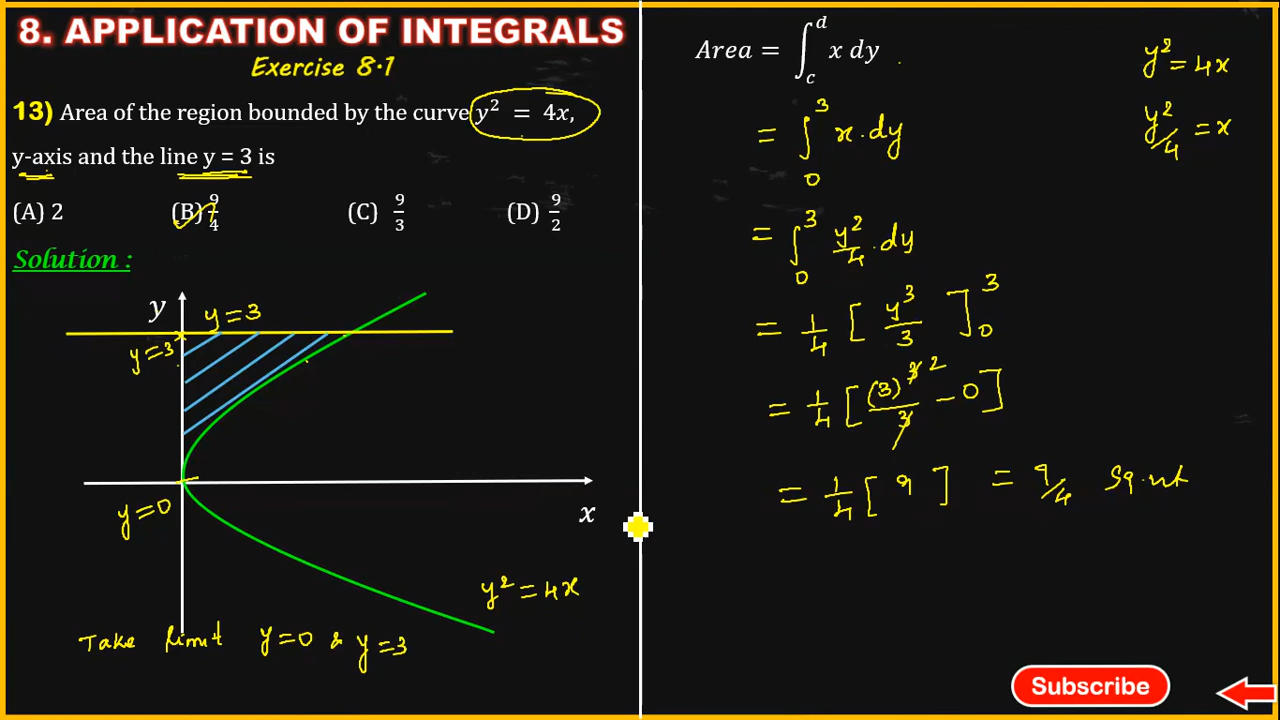 8. APPLICATION OF INTEGRALS
Exercise 8.1
13) Area of the region bounded by the curve y² = 4x,
y-axis and the line y = 3 is
(A) 2 (B) 9/4 (C) 9/3 (D) 9/2
Solution :
y
y=3
y=3
y=0
x
y² = 4x
Take limit y=0 & y=3
Area = ∫_c^d x dy
= ∫_0^3 x·dy
= ∫_0^3 y²/4 · dy
= 1/4 [ y³/3 ]_0^3
= 1/4 [ (3)^3 2 / 3 - 0 ]
= 1/4 [ 9 ] = 9/4 Sq.unt
y² = 4x
y²/4 = x
Subscribe